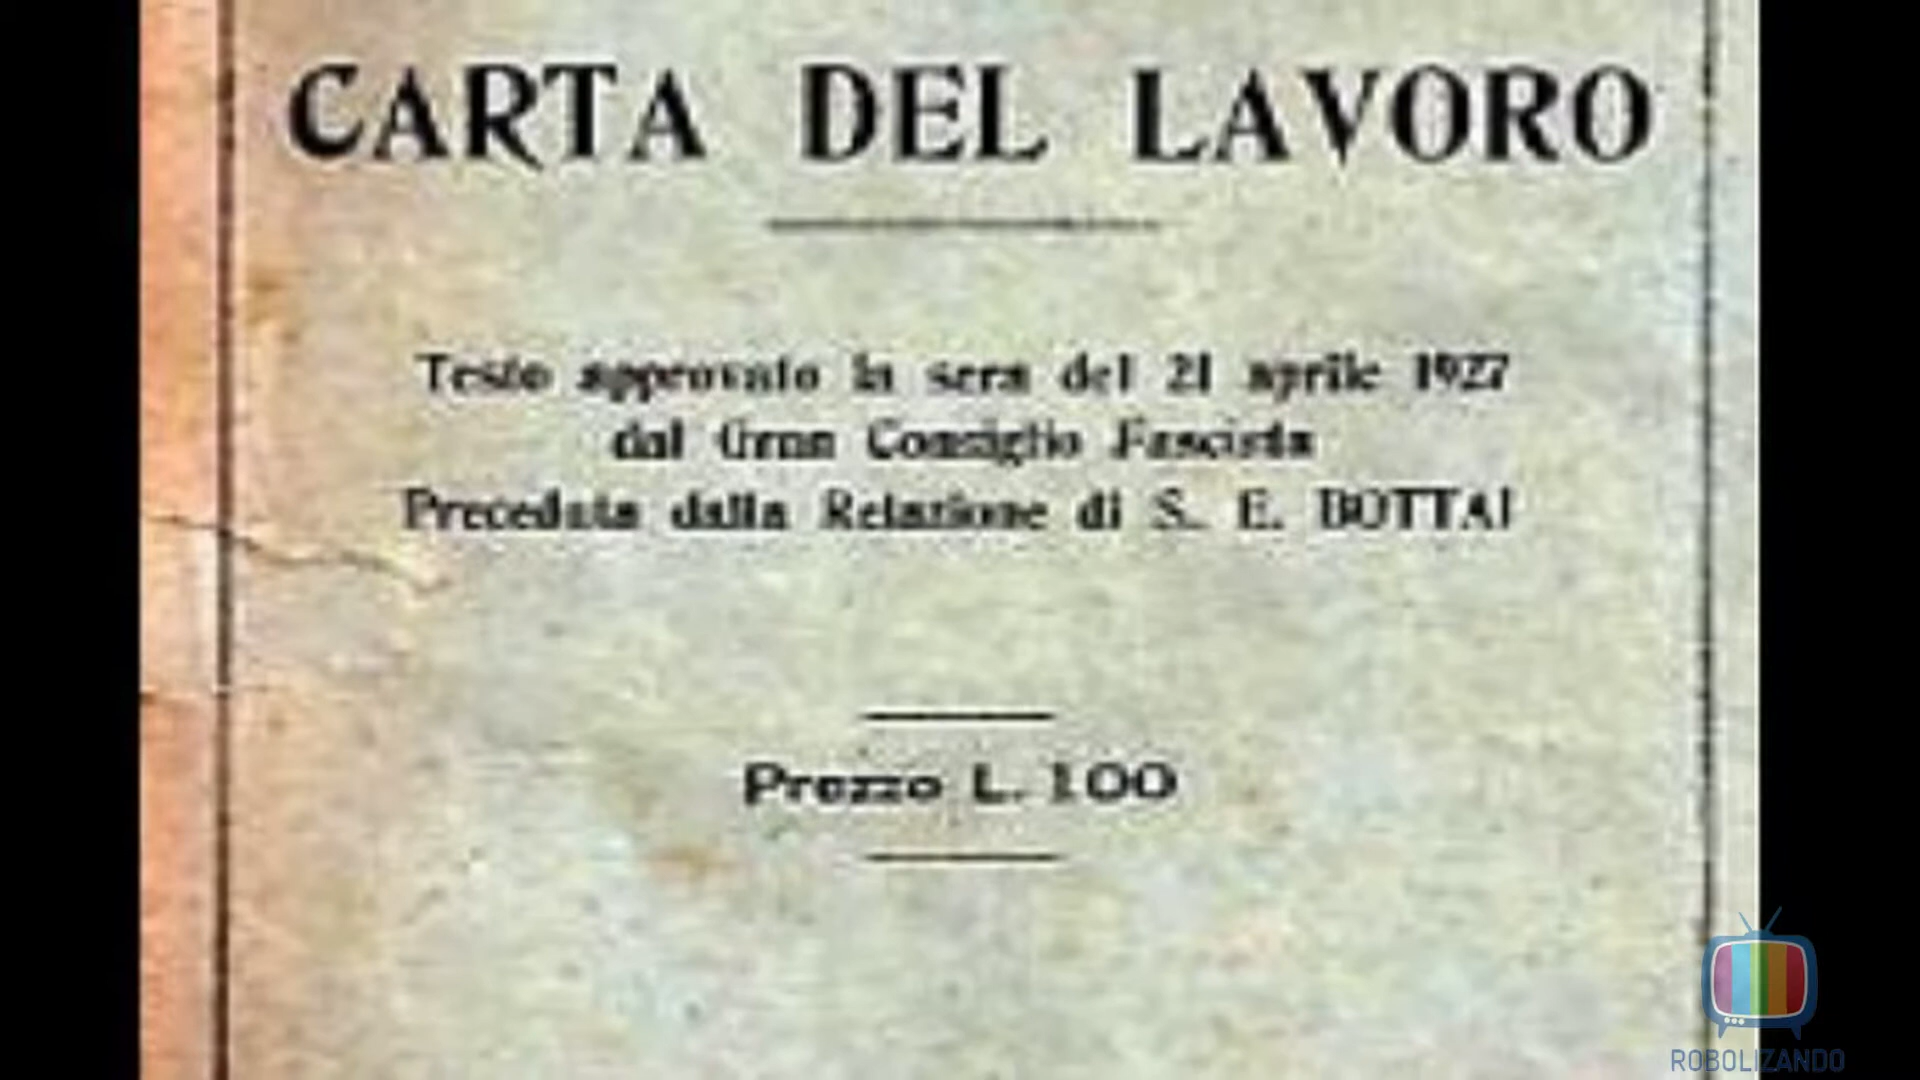 CARTA DEL LAVORO
Testo approvato la sera del 21 aprile 1927
dal Gran Consiglio Fascista
Preceduta dalla Relazione di S. E. BOTTAI
Prezzo L. 100
ROBOLIZANDO